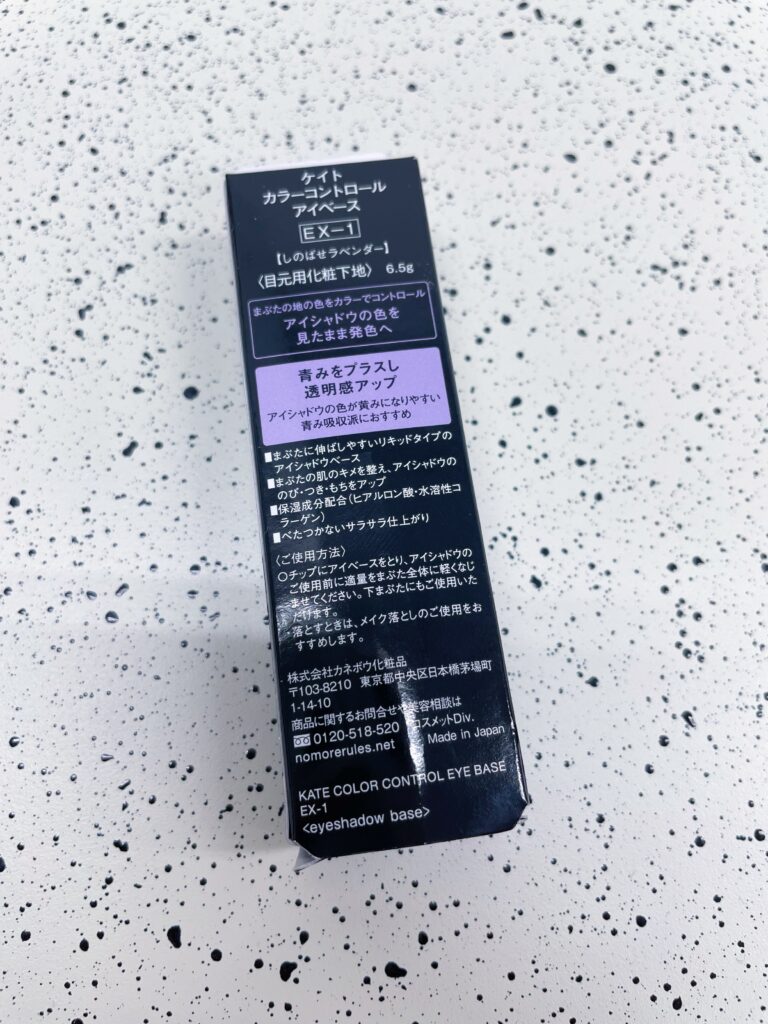 ケイト
カラーコントロール
アイベース
EX-1
【しのばせラベンダー】
〈目元用化粧下地〉 6.5g
まぶたの地の色をカラーでコントロール
アイシャドウの色を
見たまま発色へ
青みをプラスし
透明感アップ
アイシャドウの色が黄みになりやすい
青み吸収派におすすめ
■まぶたに伸ばしやすいリキッドタイプの
アイシャドウベース
■まぶたの肌のキメを整え、アイシャドウの
のび・つき・もちをアップ
■保湿成分配合(ヒアルロン酸・水溶性コ
ラーゲン)
■べたつかないサラサラ仕上がり
〈ご使用方法〉
○チップにアイベースをとり、アイシャドウの
ご使用前に適量をまぶた全体に軽くなじ
ませてください。下まぶたにもご使用いた
だけます。
・落とすときは、メイク落としのご使用をお
すすめします。
株式会社カネボウ化粧品
〒103-8210 東京都中央区日本橋茅場町
1-14-10
商品に関するお問合せや美容相談は
0120-518-520 コスメットDiv.
nomorerules.net Made in Japan
KATE COLOR CONTROL EYE BASE
EX-1
<eyeshadow base>